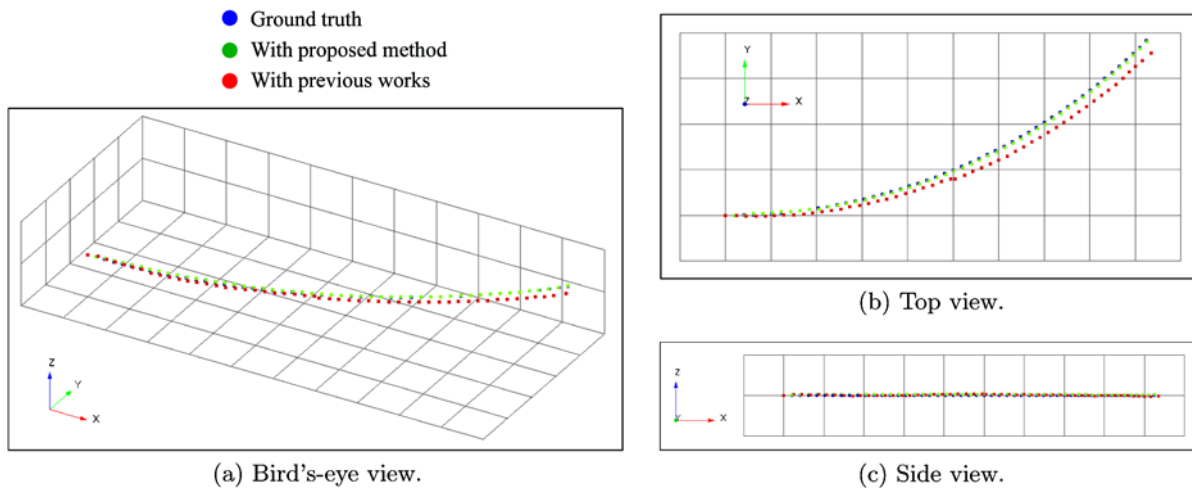 Ground truth
With proposed method
With previous works
Z
Y
X
(a) Bird's-eye view.
Y
Z
X
(b) Top view.
Z
Y
X
(c) Side view.